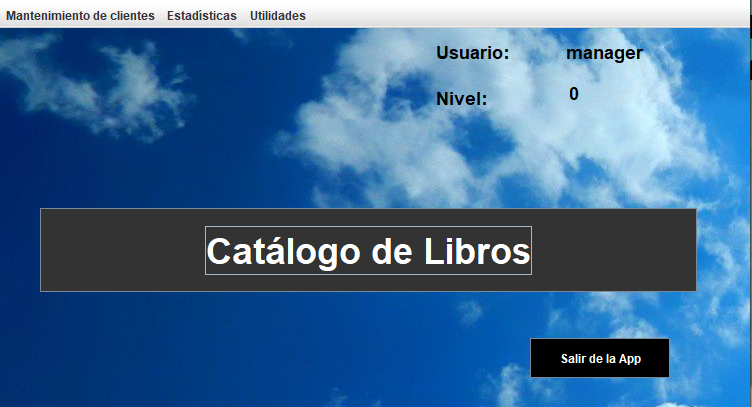 Mantenimiento de clientes Estadísticas Utilidades
Usuario: manager
Nivel: 0
Catálogo de Libros
Salir de la App